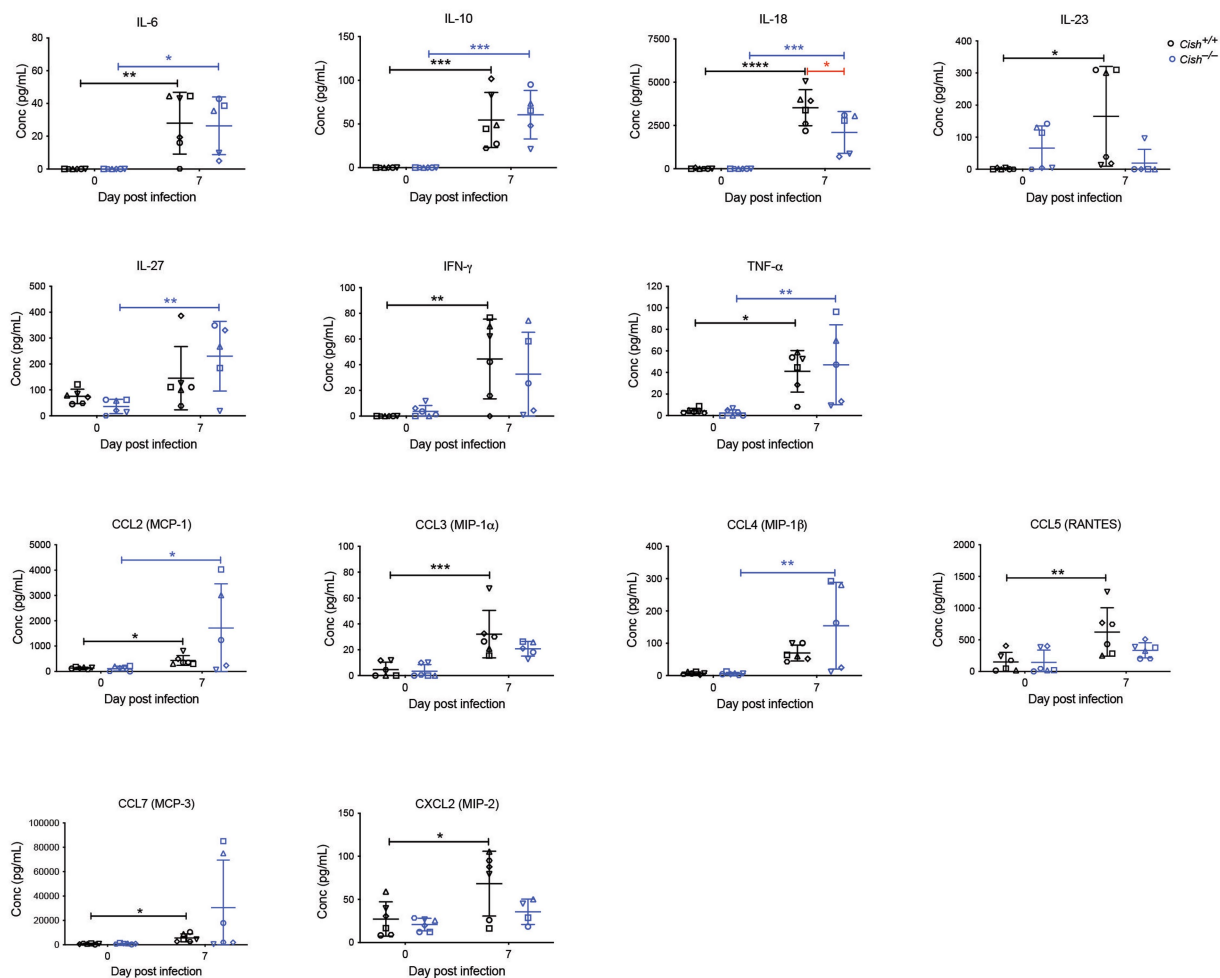 IL-6
Conc (pg/mL)
80
60
40
20
0
**
*
0 7
Day post infection
IL-10
Conc (pg/mL)
150
100
50
0
***
***
0 7
Day post infection
IL-18
Conc (pg/mL)
7500
5000
2500
0
***
****
*
0 7
Day post infection
IL-23
Conc (pg/mL)
400
300
200
100
0
*
0 7
Day post infection
Cish+/+
Cish−/−
IL-27
Conc (pg/mL)
500
400
300
200
100
0
**
0 7
Day post infection
IFN-γ
Conc (pg/mL)
100
80
60
40
20
0
**
0 7
Day post infection
TNF-α
Conc (pg/mL)
120
100
80
60
40
20
0
**
*
0 7
Day post infection
CCL2 (MCP-1)
Conc (pg/mL)
5000
4000
3000
2000
1000
0
*
*
0 7
Day post infection
CCL3 (MIP-1α)
Conc (pg/mL)
100
80
60
40
20
0
***
0 7
Day post infection
CCL4 (MIP-1β)
Conc (pg/mL)
400
300
200
100
0
**
0 7
Day post infection
CCL5 (RANTES)
Conc (pg/mL)
2000
1500
1000
500
0
**
0 7
Day post infection
CCL7 (MCP-3)
Conc (pg/mL)
100000
80000
60000
40000
20000
0
*
0 7
Day post infection
CXCL2 (MIP-2)
Conc (pg/mL)
150
100
50
0
*
0 7
Day post infection